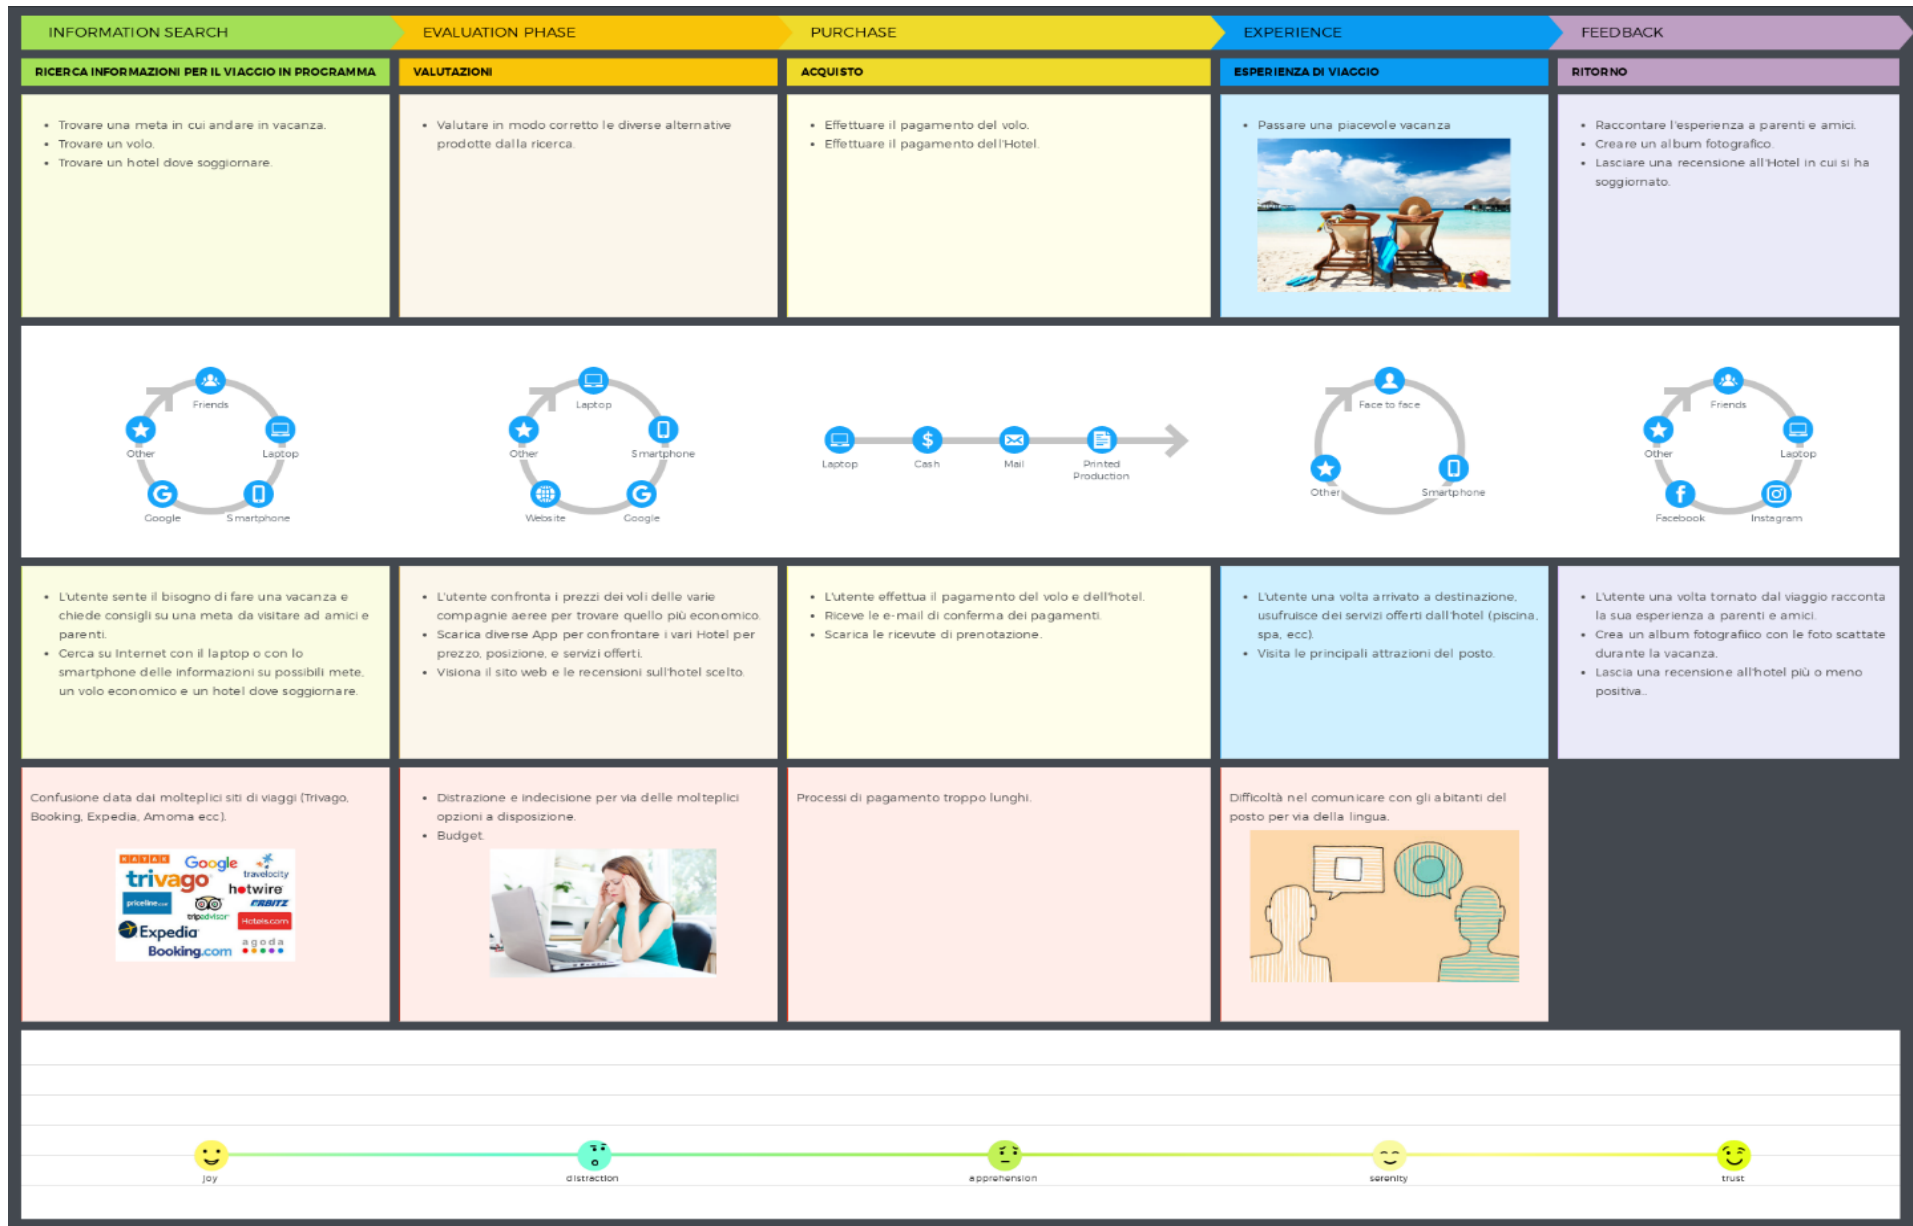 INFORMATION SEARCH
EVALUATION PHASE
PURCHASE
EXPERIENCE
FEEDBACK
RICERCA INFORMAZIONI PER IL VIAGGIO IN PROGRAMMA
VALUTAZIONI
ACQUISTO
ESPERIENZA DI VIAGGIO
RITORNO
• Trovare una meta in cui andare in vacanza.
• Trovare un volo.
• Trovare un hotel dove soggiornare.
• Valutare in modo corretto le diverse alternative
prodotte dalla ricerca.
• Effettuare il pagamento del volo.
• Effettuare il pagamento dell'Hotel.
• Passare una piacevole vacanza
• Raccontare l'esperienza a parenti e amici.
• Creare un album fotografico.
• Lasciare una recensione all'Hotel in cui si ha
soggiornato.
Friends
Laptop
Smartphone
Google
Other
Laptop
Smartphone
Google
Website
Other
Laptop
Cash
Mail
Printed
Production
Face to face
Smartphone
Other
Friends
Laptop
Instagram
Facebook
Other
• L'utente sente il bisogno di fare una vacanza e
chiede consigli su una meta da visitare ad amici e
parenti.
• Cerca su Internet con il laptop o con lo
smartphone delle informazioni su possibili mete,
un volo economico e un hotel dove soggiornare.
• L'utente confronta i prezzi dei voli delle varie
compagnie aeree per trovare quello più economico.
• Scarica diverse App per confrontare i vari Hotel per
prezzo, posizione, e servizi offerti.
• Visiona il sito web e le recensioni sull'hotel scelto.
• L'utente effettua il pagamento del volo e dell'hotel.
• Riceve le e-mail di conferma dei pagamenti.
• Scarica le ricevute di prenotazione.
• L'utente una volta arrivato a destinazione,
usufruisce dei servizi offerti dall'hotel (piscina,
spa, ecc).
• Visita le principali attrazioni del posto.
• L'utente una volta tornato dal viaggio racconta
la sua esperienza a parenti e amici.
• Crea un album fotografiico con le foto scattate
durante la vacanza.
• Lascia una recensione all'hotel più o meno
positiva..
Confusione data dai molteplici siti di viaggi (Trivago,
Booking, Expedia, Amoma ecc).
KAYAK
Google
travelocity
trivago
hotwire
priceline.com
ORBITZ
tripadvisor
Hotels.com
Expedia
agoda
Booking.com
• Distrazione e indecisione per via delle molteplici
opzioni a disposizione.
• Budget.
Processi di pagamento troppo lunghi.
Difficoltà nel comunicare con gli abitanti del
posto per via della lingua.
joy
distraction
apprehension
serenity
trust